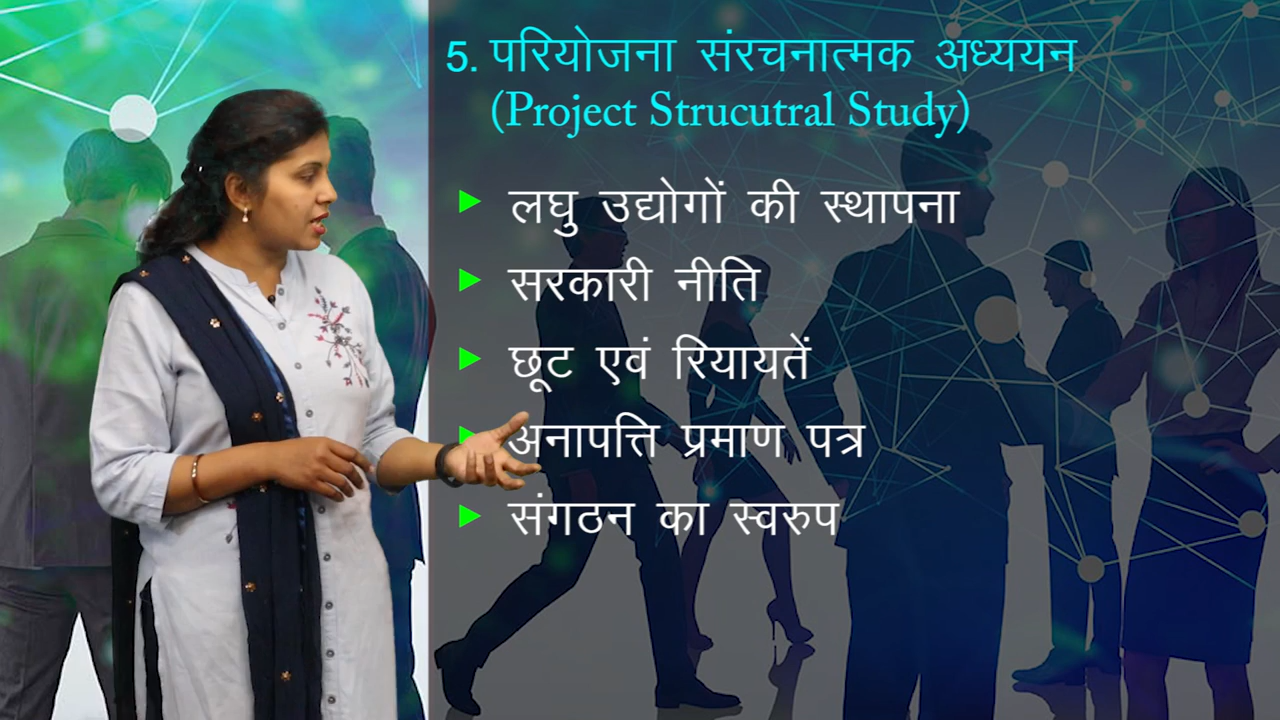 5. परियोजना संरचनात्मक अध्ययन
(Project Strucutral Study)
लघु उद्योगों की स्थापना
सरकारी नीति
छूट एवं रियायतें
अनापत्ति प्रमाण पत्र
संगठन का स्वरुप